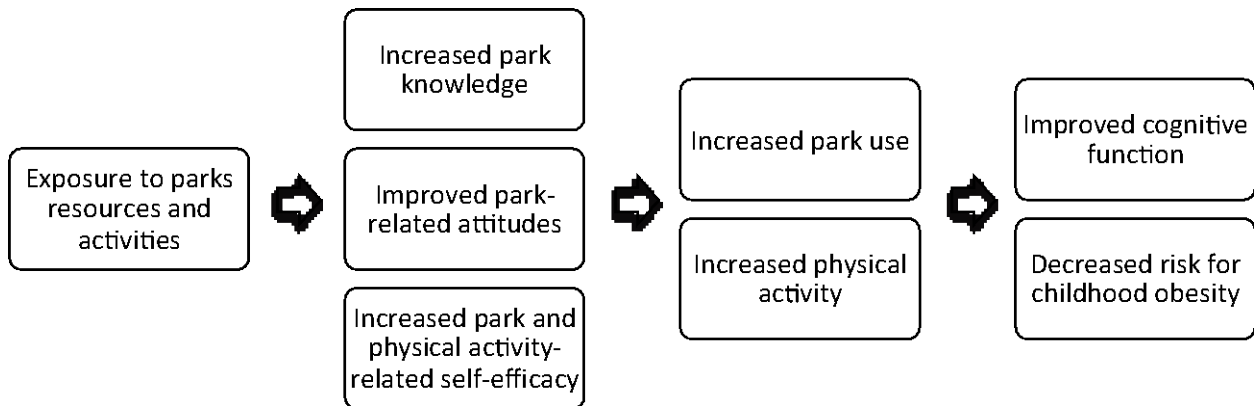 Exposure to parks
resources and
activities
Increased park
knowledge
Improved park-
related attitudes
Increased park and
physical activity-
related self-efficacy
Increased park use
Increased physical
activity
Improved cognitive
function
Decreased risk for
childhood obesity